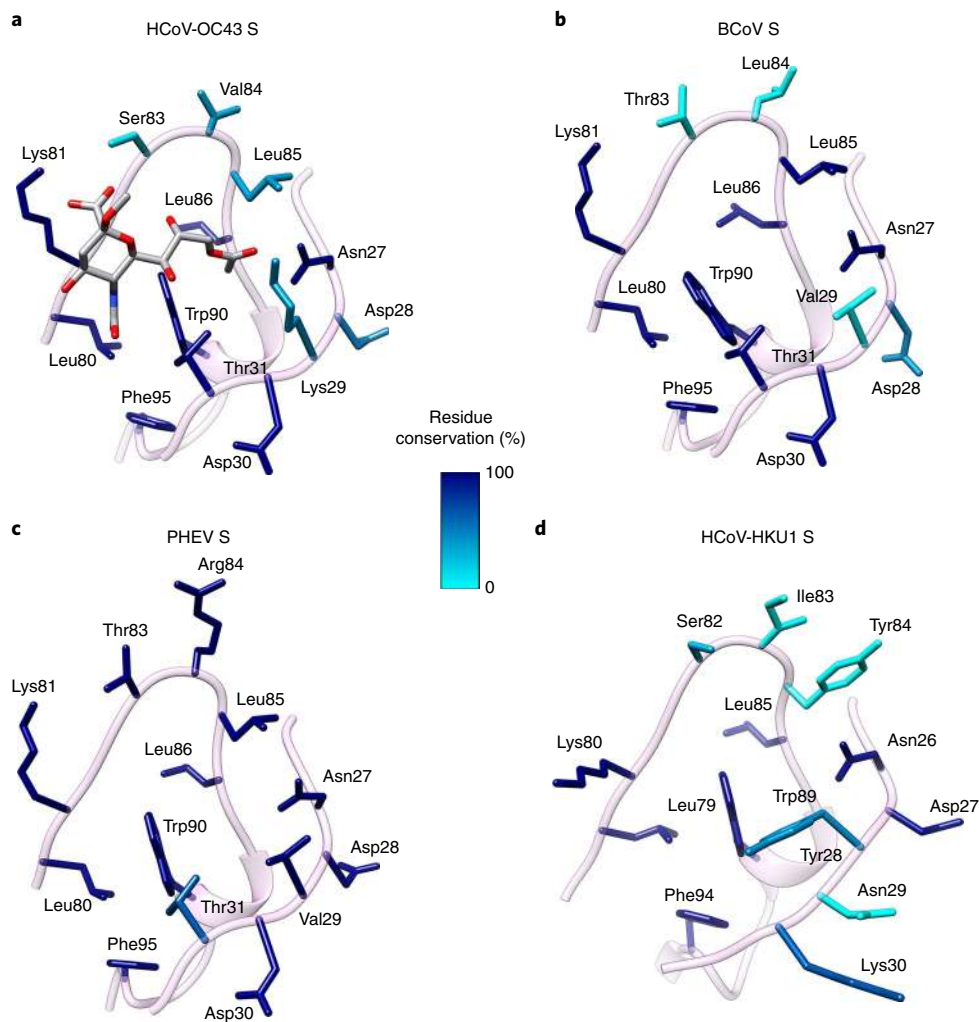 a
HCoV-OC43 S
Val84
Ser83
Lys81
Leu85
Leu86
Asn27
Trp90
Asp28
Leu80
Thr31
Lys29
Phe95
Asp30
b
BCoV S
Leu84
Thr83
Lys81
Leu85
Leu86
Asn27
Trp90
Val29
Leu80
Thr31
Asp28
Phe95
Asp30
Residue
conservation (%)
100
0
c
PHEV S
Arg84
Thr83
Lys81
Leu85
Leu86
Asn27
Trp90
Asp28
Leu80
Thr31
Val29
Phe95
Asp30
d
HCoV-HKU1 S
Ile83
Ser82
Tyr84
Leu85
Lys80
Asn26
Leu79
Trp89
Asp27
Tyr28
Phe94
Asn29
Lys30